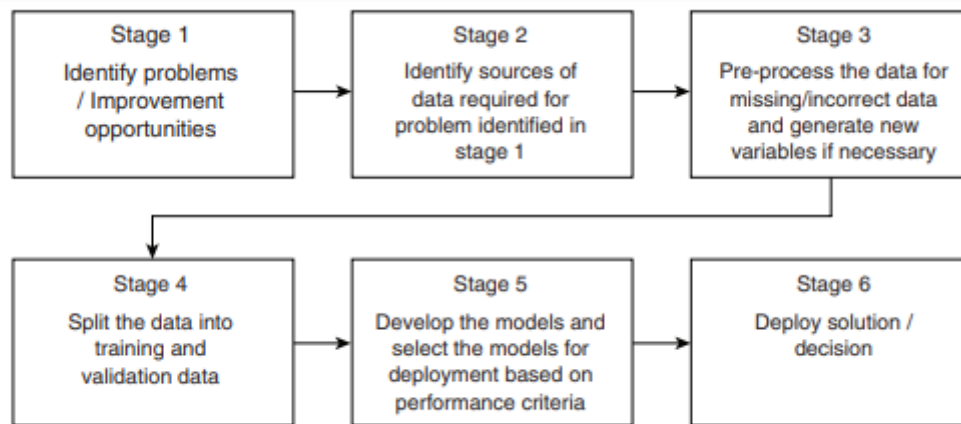 Stage 1
Identify problems
/ Improvement
opportunities
Stage 2
Identify sources of
data required for
problem identified in
stage 1
Stage 3
Pre-process the data for
missing/incorrect data
and generate new
variables if necessary
Stage 4
Split the data into
training and
validation data
Stage 5
Develop the models and
select the models for
deployment based on
performance criteria
Stage 6
Deploy solution /
decision